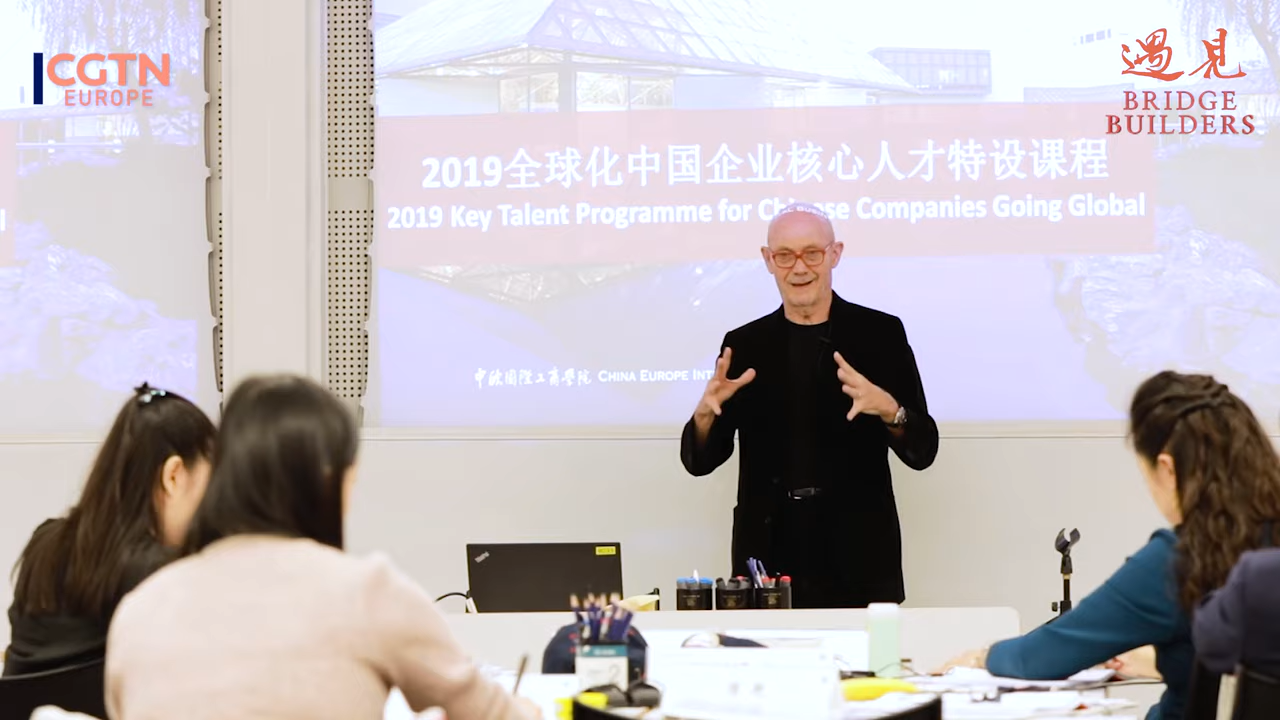 CGTN
EUROPE
遇见
BRIDGE
BUILDERS
2019全球化中国企业核心人才特设课程
2019 Key Talent Programme for Chinese Companies Going Global
中欧国际工商学院 CHINA EUROPE INT
ThinkPad